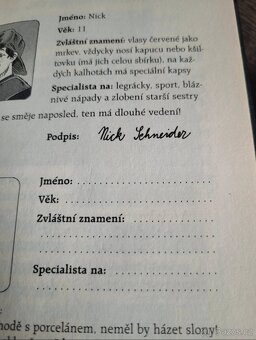 Jméno: Nick
Věk: 11
Zvláštní znamení: vlasy červené jako
mrkev, vždycky nosí kapucu nebo kšil-
tovku (má jich celou sbírku), na kaž-
dých kalhotách má speciální kapsy
Specialista na: legrácky, sport, bláz-
nivé nápady a zlobení starší sestry
se směje naposled, ten má dlouhé vedení!
Podpis: Nick Schneider
Jméno:
Věk:
Zvláštní znamení:
Specialista na:
hodě s porcelánem, neměl by házet slony!